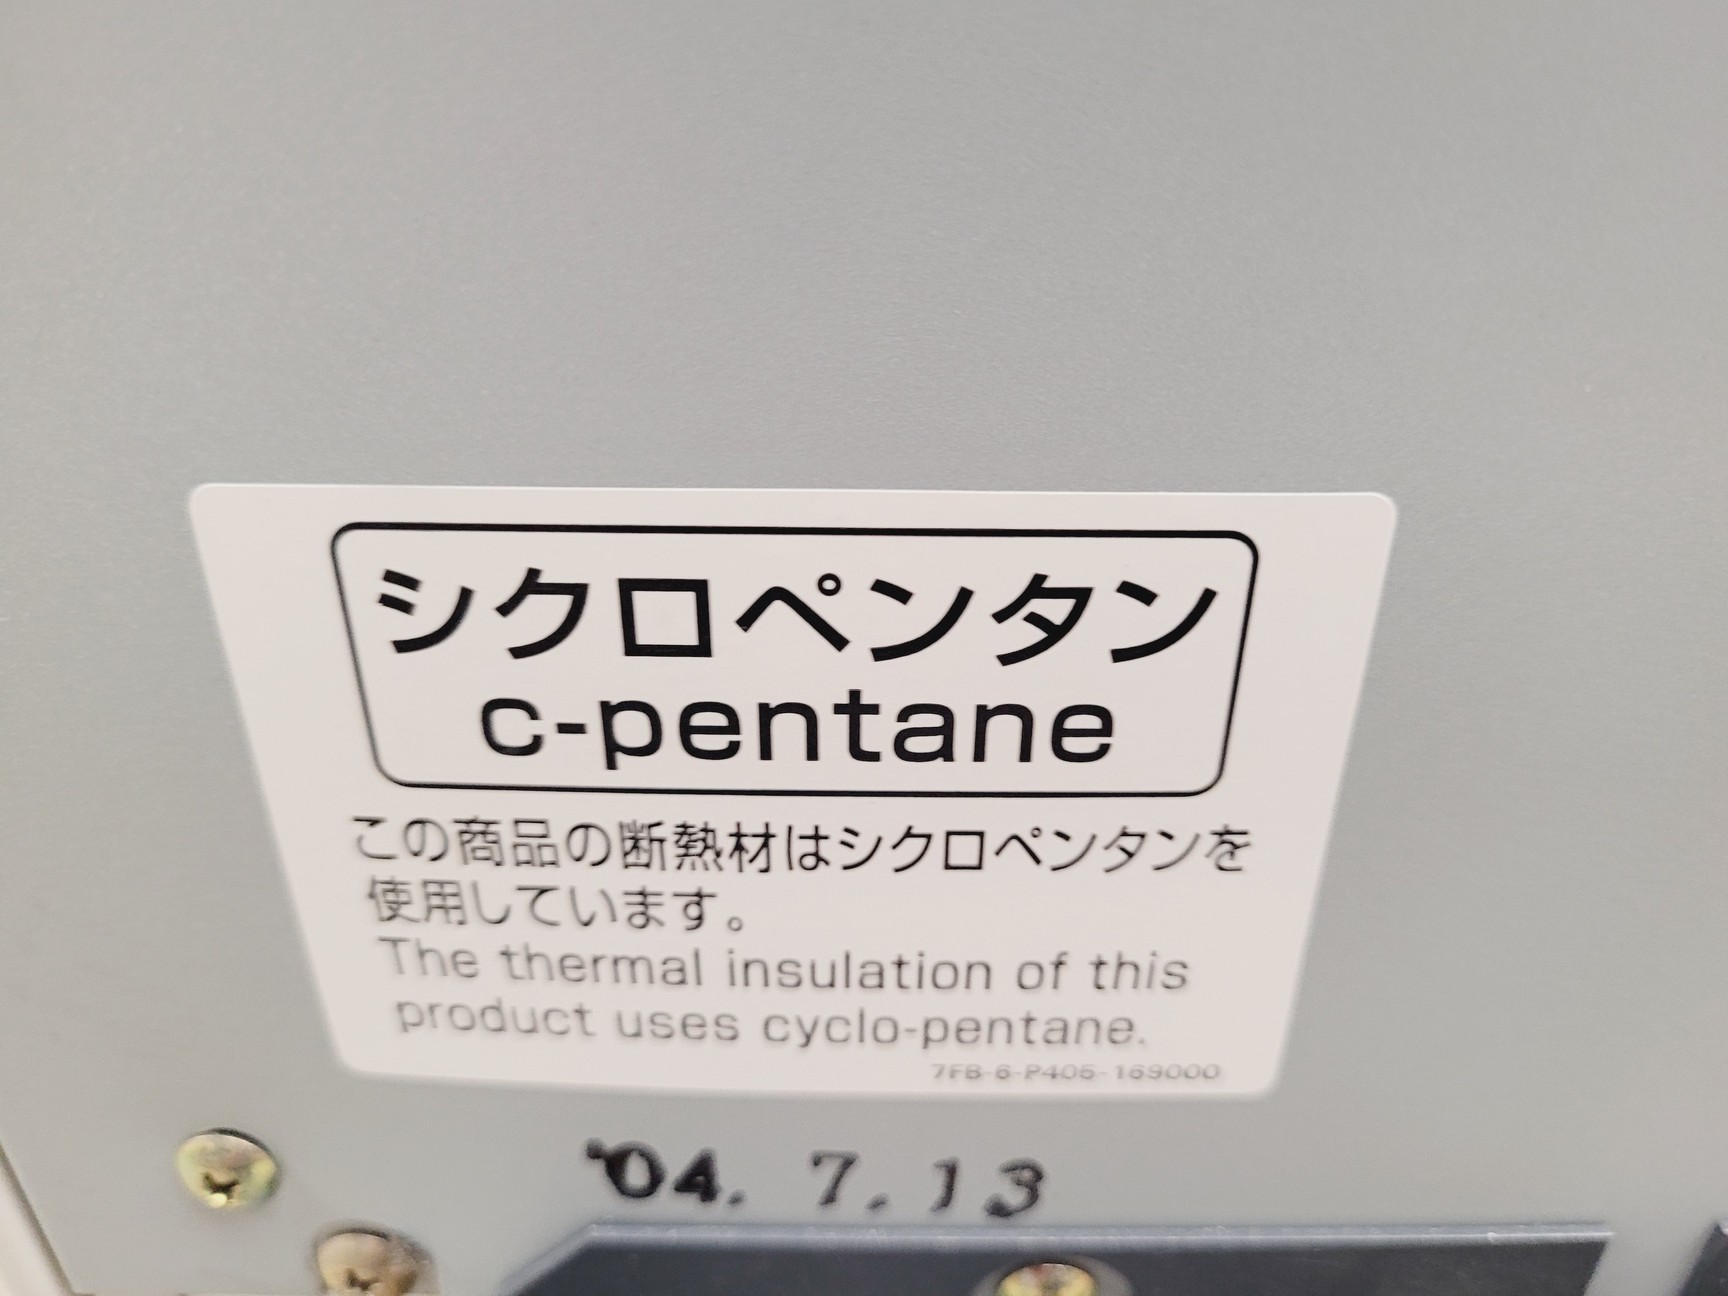 シクロペンタン
c-pentane
この商品の断熱材はシクロペンタンを
使用しています。
The thermal insulation of this
product uses cyclo-pentane.
7FB-6-P405-169000
'04. 7. 13